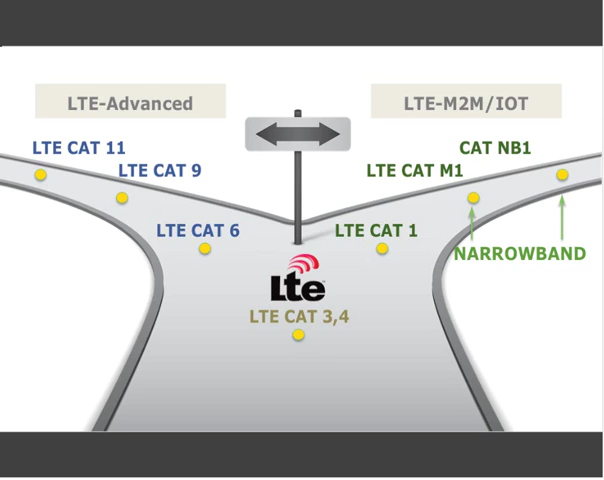 LTE-Advanced
LTE-M2M/IOT
LTE CAT 11
CAT NB1
LTE CAT 9
LTE CAT M1
LTE CAT 6
LTE CAT 1
NARROWBAND
Lte
LTE CAT 3,4